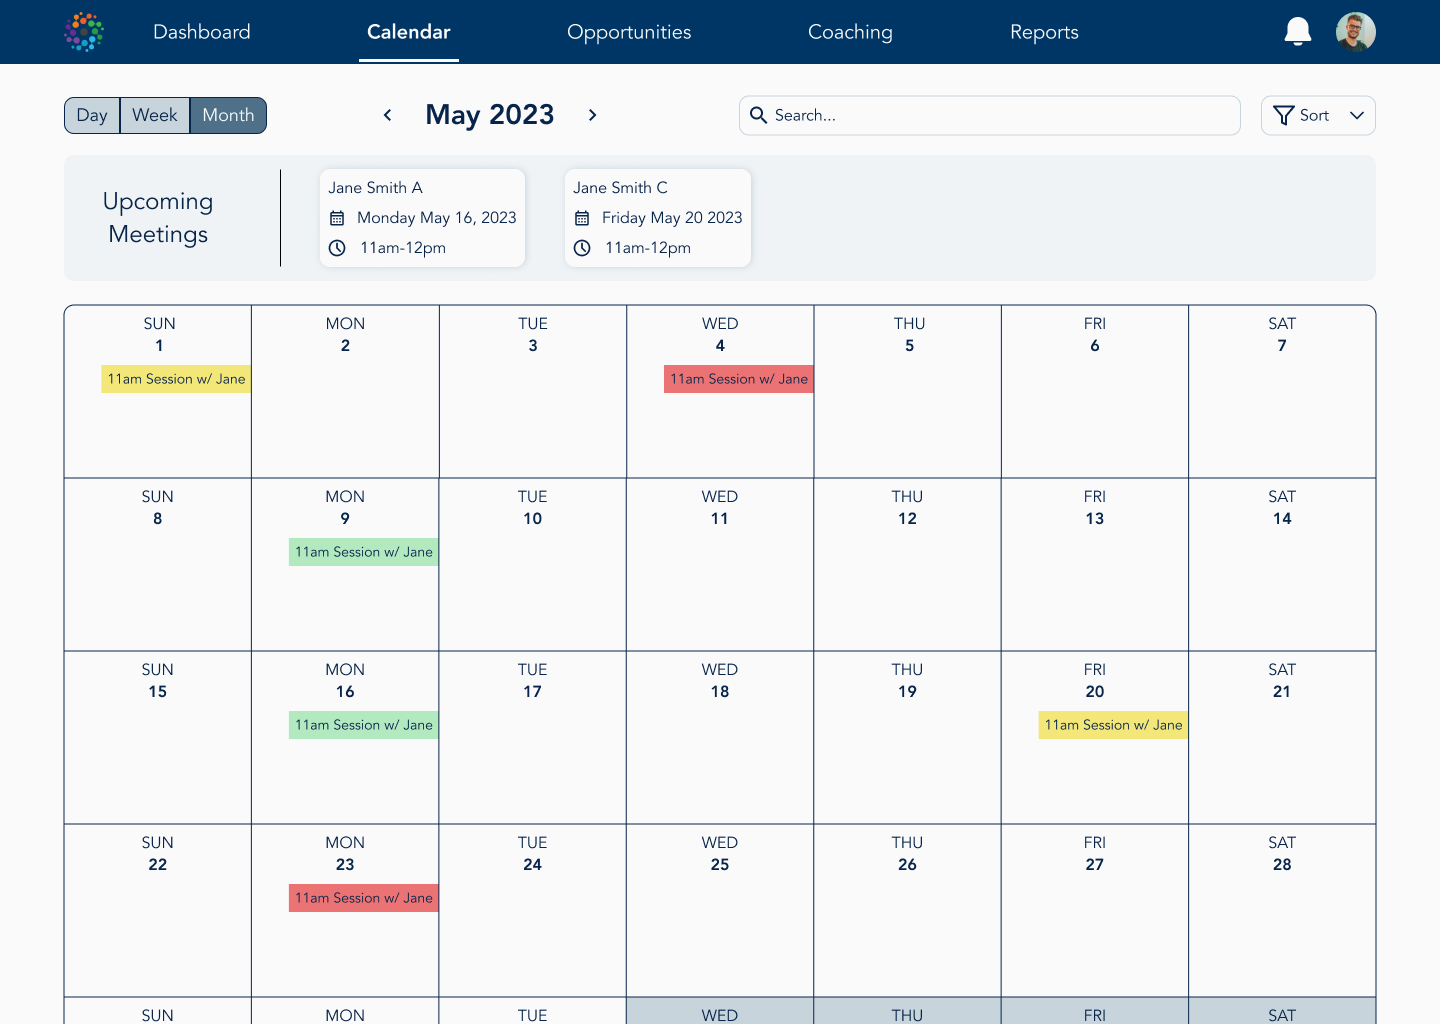 Dashboard
Calendar
Opportunities
Coaching
Reports
Day
Week
Month
May 2023
Search...
Sort
Upcoming
Meetings
Jane Smith A
Monday May 16, 2023
11am-12pm
Jane Smith C
Friday May 20 2023
11am-12pm
SUN MON TUE WED THU FRI SAT
1 2 3 4 5 6 7
11am Session w/ Jane 11am Session w/ Jane
SUN MON TUE WED THU FRI SAT
8 9 10 11 12 13 14
11am Session w/ Jane
SUN MON TUE WED THU FRI SAT
15 16 17 18 19 20 21
11am Session w/ Jane 11am Session w/ Jane
SUN MON TUE WED THU FRI SAT
22 23 24 25 26 27 28
11am Session w/ Jane
SUN MON TUE WED THU FRI SAT